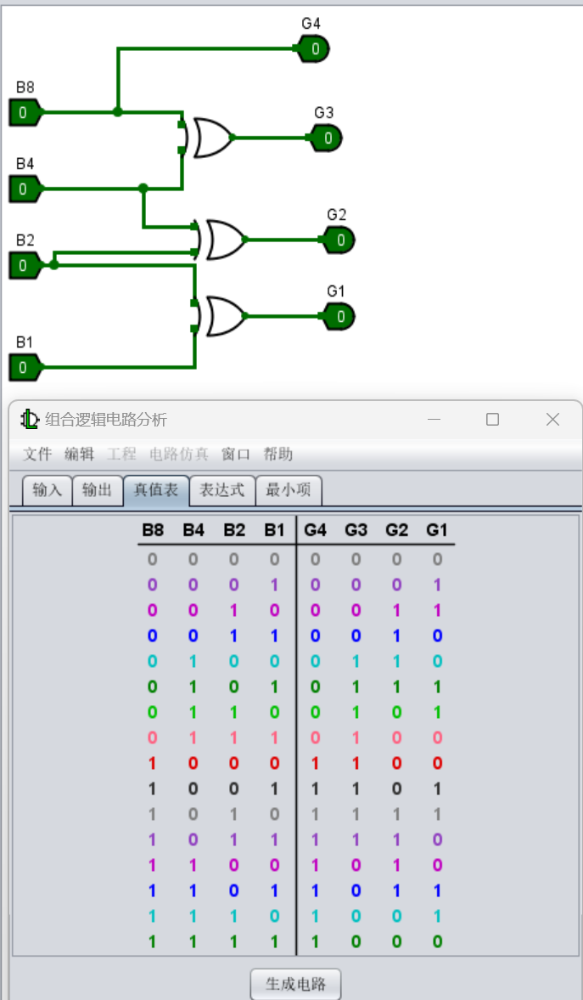 G4
0
B8
0
G3
0
B4
0
G2
0
B2
0
G1
0
B1
0
组合逻辑电路分析
文件 编辑 工程 电路仿真 窗口 帮助
输入 输出 真值表 表达式 最小项
B8 B4 B2 B1 G4 G3 G2 G1
0 0 0 0 0 0 0 0
0 0 0 1 0 0 0 1
0 0 1 0 0 0 1 1
0 0 1 1 0 0 1 0
0 1 0 0 0 1 1 0
0 1 0 1 0 1 1 1
0 1 1 0 0 1 0 1
0 1 1 1 0 1 0 0
1 0 0 0 1 1 0 0
1 0 0 1 1 1 0 1
1 0 1 0 1 1 1 1
1 0 1 1 1 1 1 0
1 1 0 0 1 0 1 0
1 1 0 1 1 0 1 1
1 1 1 0 1 0 0 1
1 1 1 1 1 0 0 0
生成电路